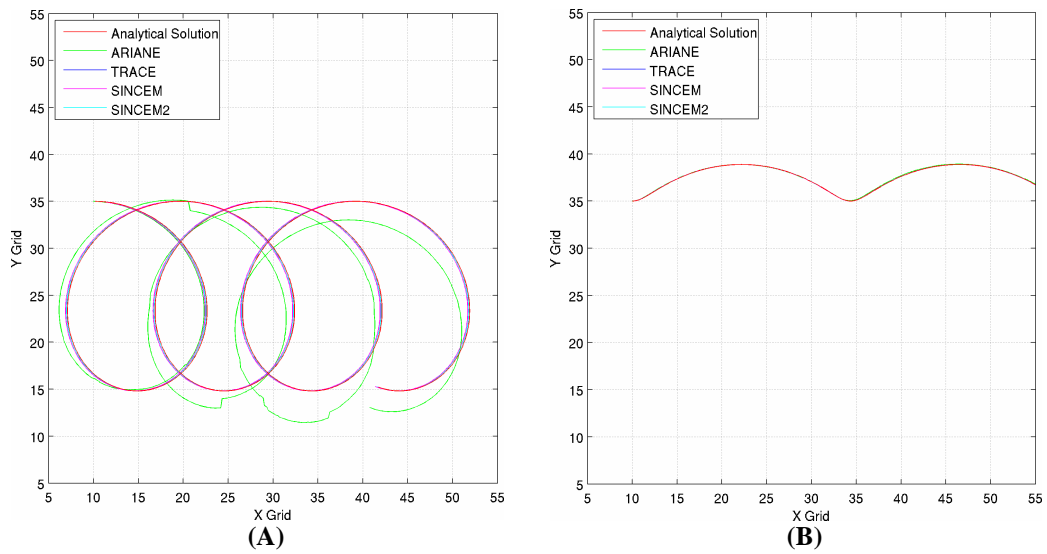 55
50
45
40
35
30
25
20
15
10
5
Y Grid
Analytical Solution
ARIANE
TRACE
SINCEM
SINCEM2
5 10 15 20 25 30 35 40 45 50 55
X Grid
(A)
55
50
45
40
35
30
25
20
15
10
5
Y Grid
Analytical Solution
ARIANE
TRACE
SINCEM
SINCEM2
5 10 15 20 25 30 35 40 45 50 55
X Grid
(B)